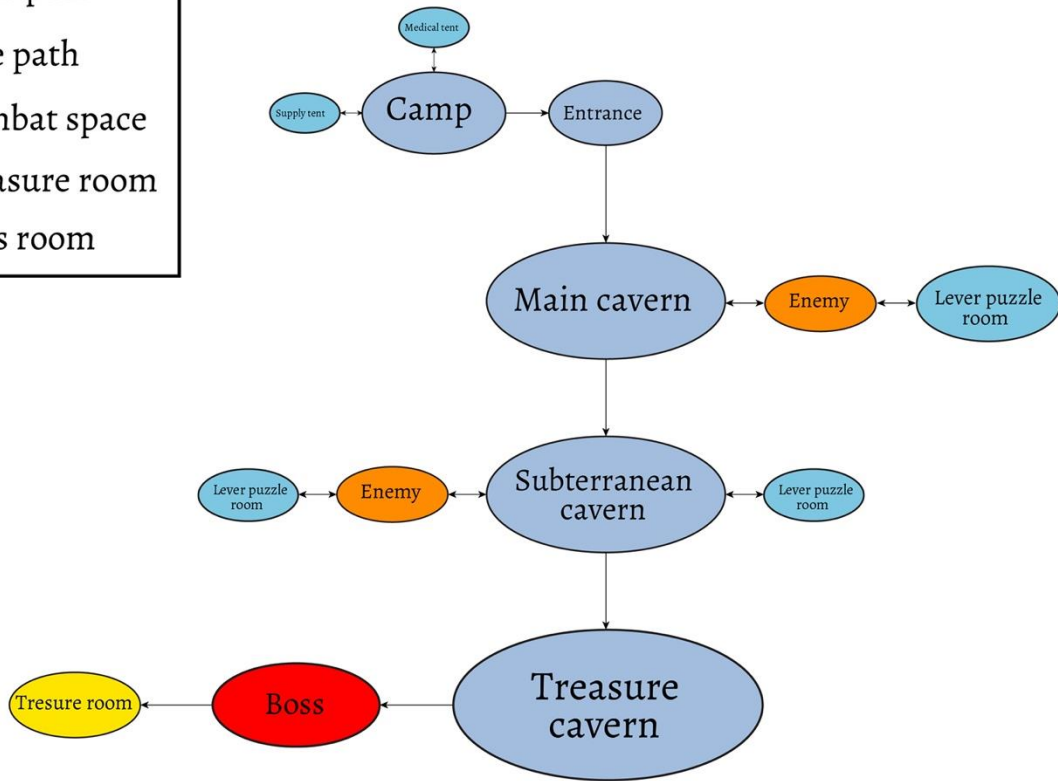 path
mbat space
asure room
s room
Medical tent
Supply tent
Camp
Entrance
Main cavern
Enemy
Lever puzzle
room
Lever puzzle
room
Enemy
Subterranean
cavern
Lever puzzle
room
Tresure room
Boss
Treasure
cavern